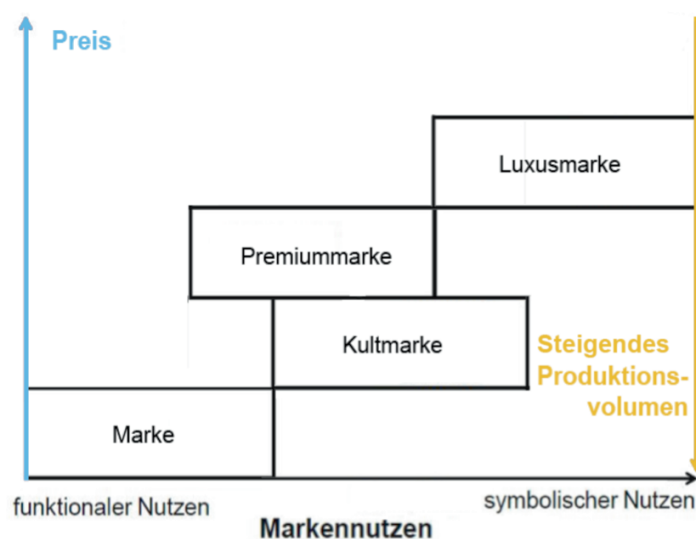 Preis
Luxusmarke
Premiummarke
Kultmarke
Steigendes
Produktions-
volumen
Marke
funktionaler Nutzen
symbolischer Nutzen
Markennutzen